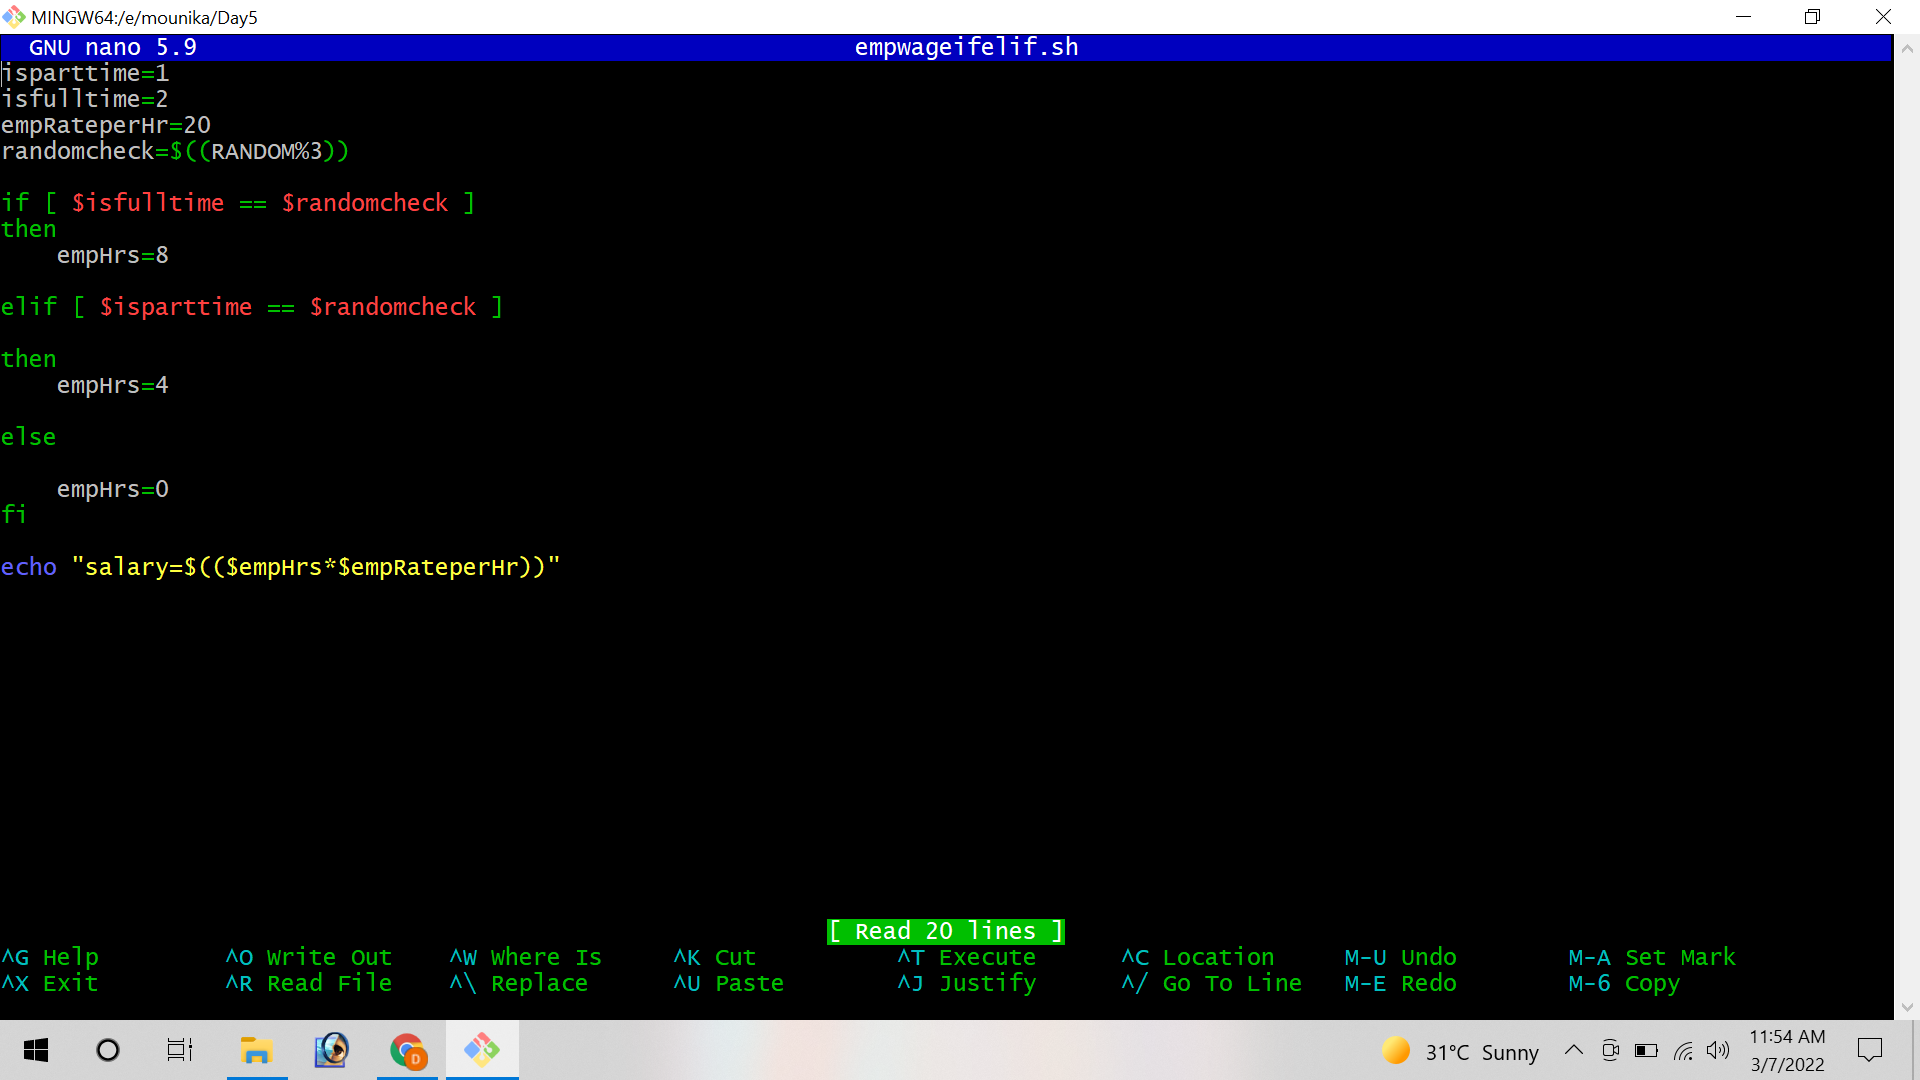 MINGW64:/e/mounika/Day5
GNU nano 5.9 empwageifelif.sh
isparttime=1
isfulltime=2
empRateperHr=20
randomcheck=$((RANDOM%3))
if [ $isfulltime == $randomcheck ]
then
empHrs=8
elif [ $isparttime == $randomcheck ]
then
empHrs=4
else
empHrs=0
fi
echo "salary=$(($empHrs*$empRateperHr))"
[ Read 20 lines ]
^G Help ^O Write Out ^W Where Is ^K Cut ^T Execute ^C Location M-U Undo M-A Set Mark
^X Exit ^R Read File ^\ Replace ^U Paste ^J Justify ^/ Go To Line M-E Redo M-6 Copy
D
31°C Sunny
11:54 AM
3/7/2022